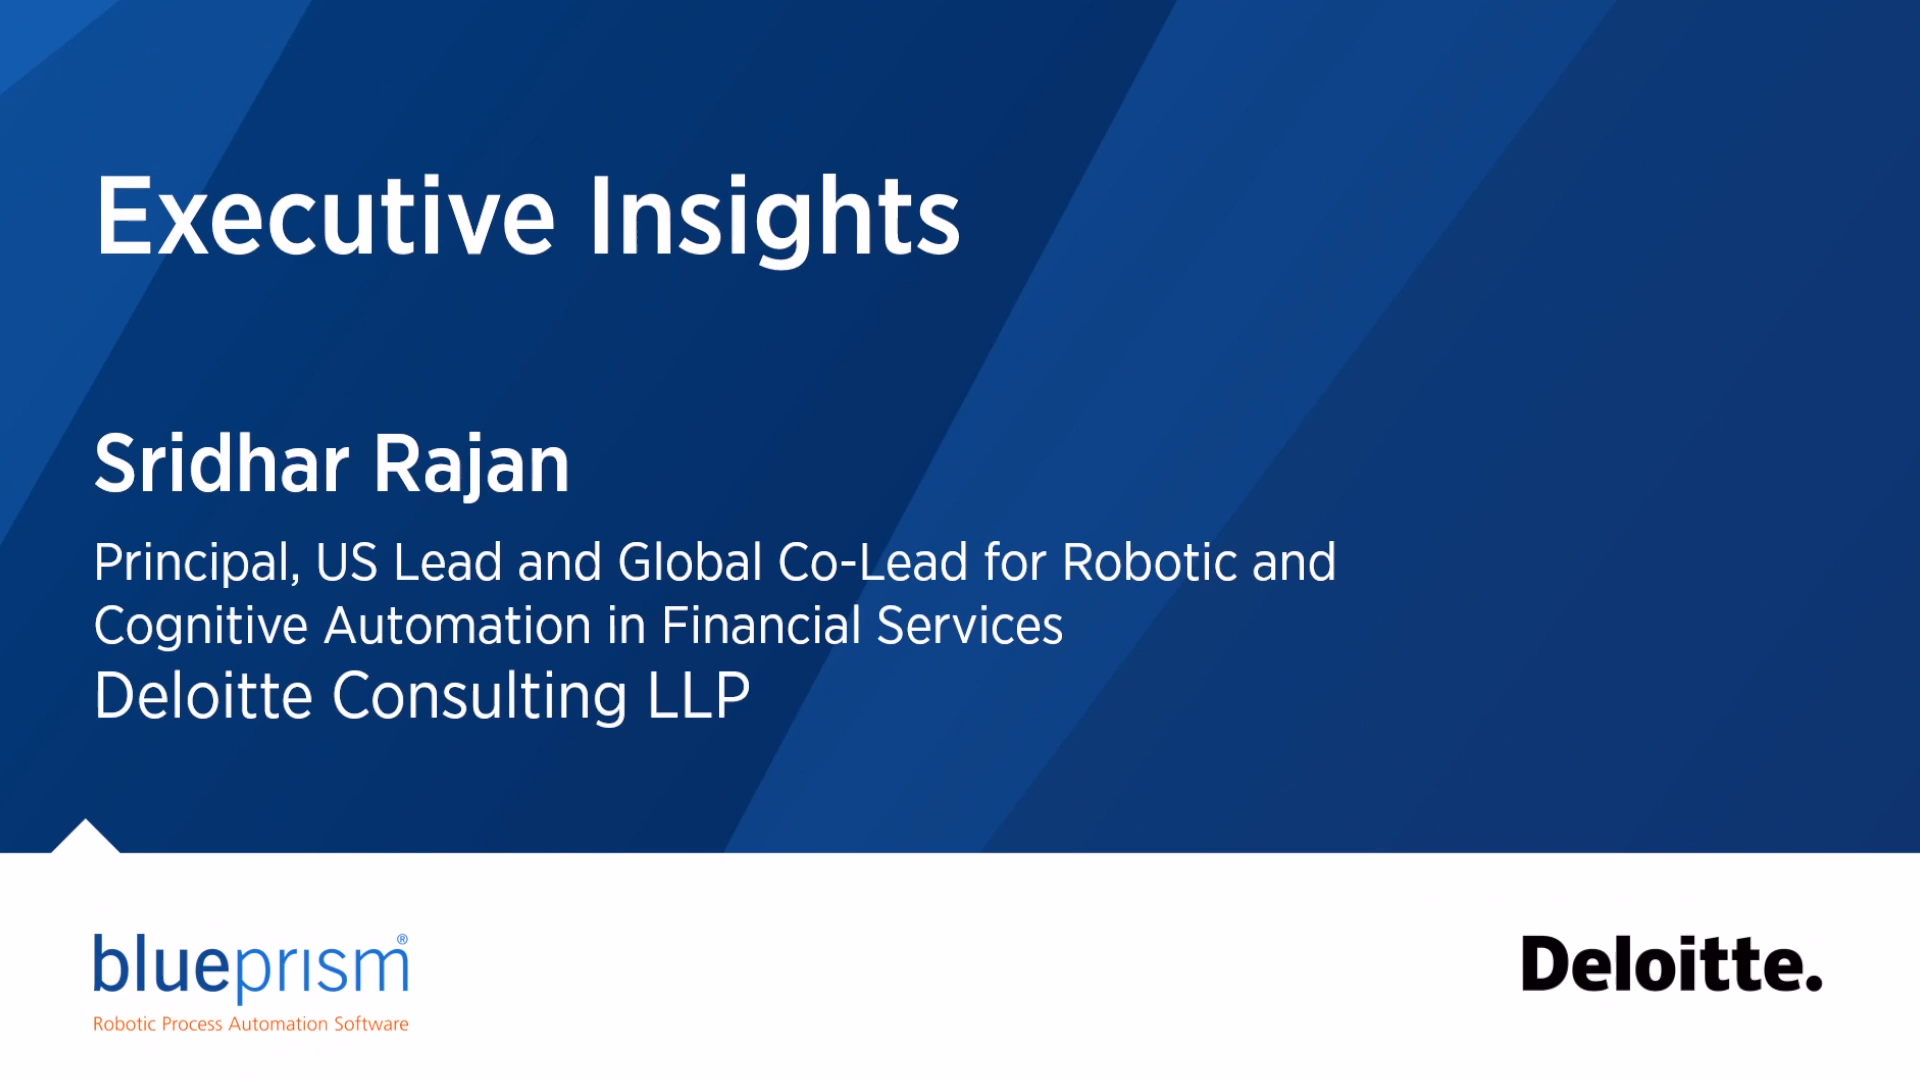 Executive Insights
Sridhar Rajan
Principal, US Lead and Global Co-Lead for Robotic and
Cognitive Automation in Financial Services
Deloitte Consulting LLP
blueprism®
Robotic Process Automation Software
Deloitte.